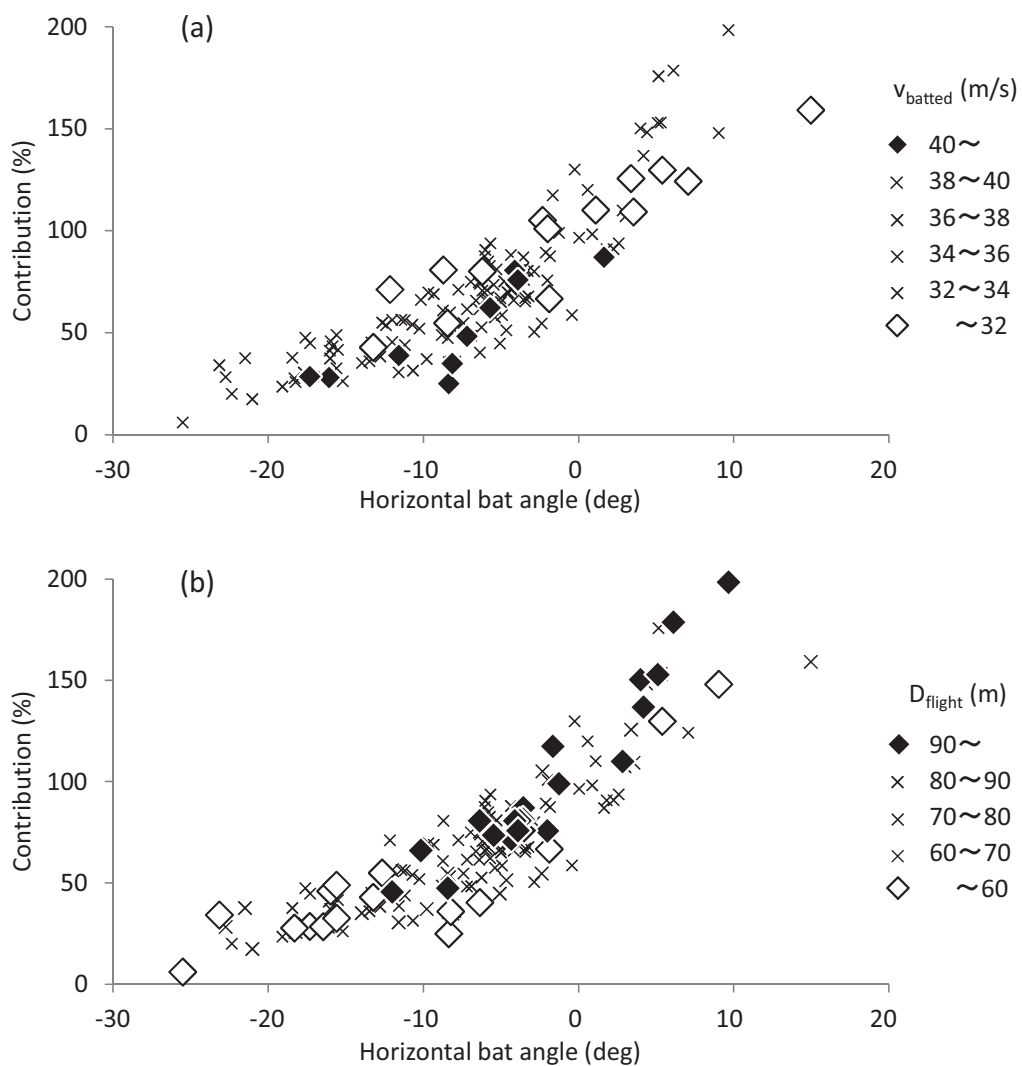 (a)
200
150
100
50
0
Contribution (%)
-30 -20 -10 0 10 20
Horizontal bat angle (deg)
v_batted (m/s)
40～
38～40
36～38
34～36
32～34
～32
(b)
200
150
100
50
0
Contribution (%)
-30 -20 -10 0 10 20
Horizontal bat angle (deg)
D_flight (m)
90～
80～90
70～80
60～70
～60